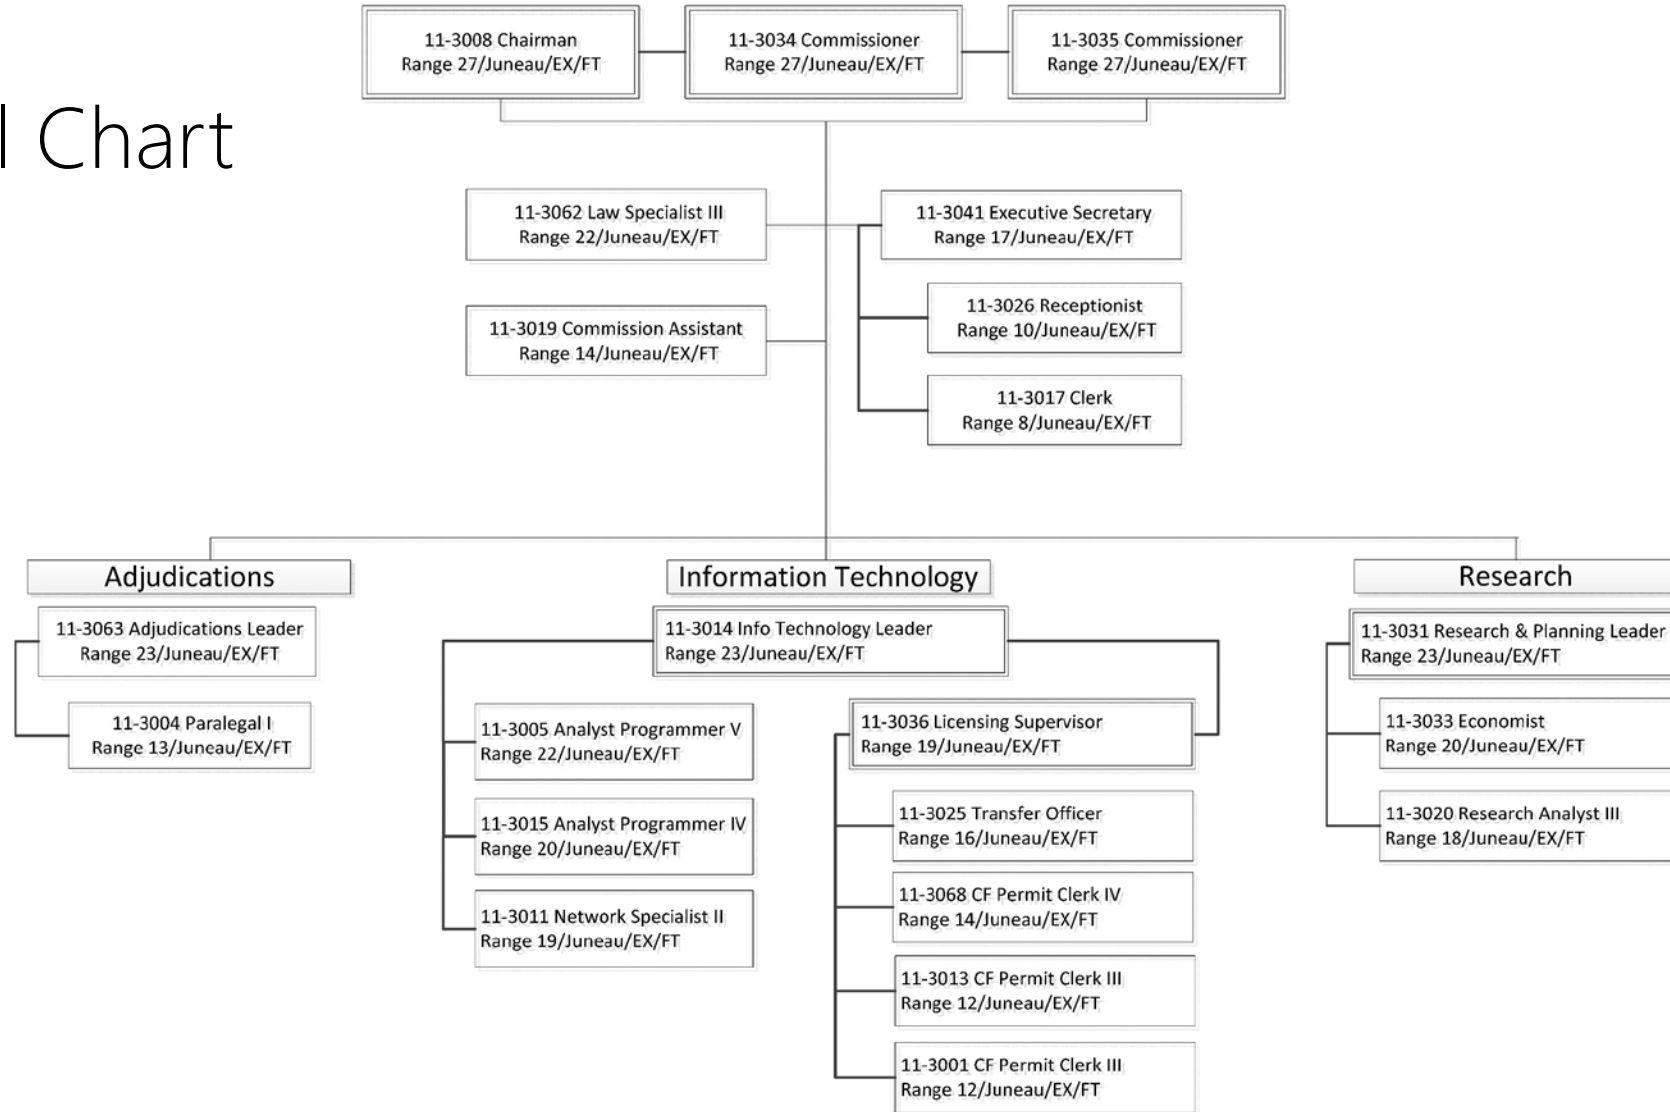 11-3008 Chairman
Range 27/Juneau/EX/FT
11-3034 Commissioner
Range 27/Juneau/EX/FT
11-3035 Commissioner
Range 27/Juneau/EX/FT
l Chart
11-3062 Law Specialist III
Range 22/Juneau/EX/FT
11-3041 Executive Secretary
Range 17/Juneau/EX/FT
11-3026 Receptionist
Range 10/Juneau/EX/FT
11-3019 Commission Assistant
Range 14/Juneau/EX/FT
11-3017 Clerk
Range 8/Juneau/EX/FT
Adjudications
11-3063 Adjudications Leader
Range 23/Juneau/EX/FT
11-3004 Paralegal I
Range 13/Juneau/EX/FT
Information Technology
11-3014 Info Technology Leader
Range 23/Juneau/EX/FT
11-3005 Analyst Programmer V
Range 22/Juneau/EX/FT
11-3015 Analyst Programmer IV
Range 20/Juneau/EX/FT
11-3011 Network Specialist II
Range 19/Juneau/EX/FT
11-3036 Licensing Supervisor
Range 19/Juneau/EX/FT
11-3025 Transfer Officer
Range 16/Juneau/EX/FT
11-3068 CF Permit Clerk IV
Range 14/Juneau/EX/FT
11-3013 CF Permit Clerk III
Range 12/Juneau/EX/FT
11-3001 CF Permit Clerk III
Range 12/Juneau/EX/FT
Research
11-3031 Research & Planning Leader
Range 23/Juneau/EX/FT
11-3033 Economist
Range 20/Juneau/EX/FT
11-3020 Research Analyst III
Range 18/Juneau/EX/FT